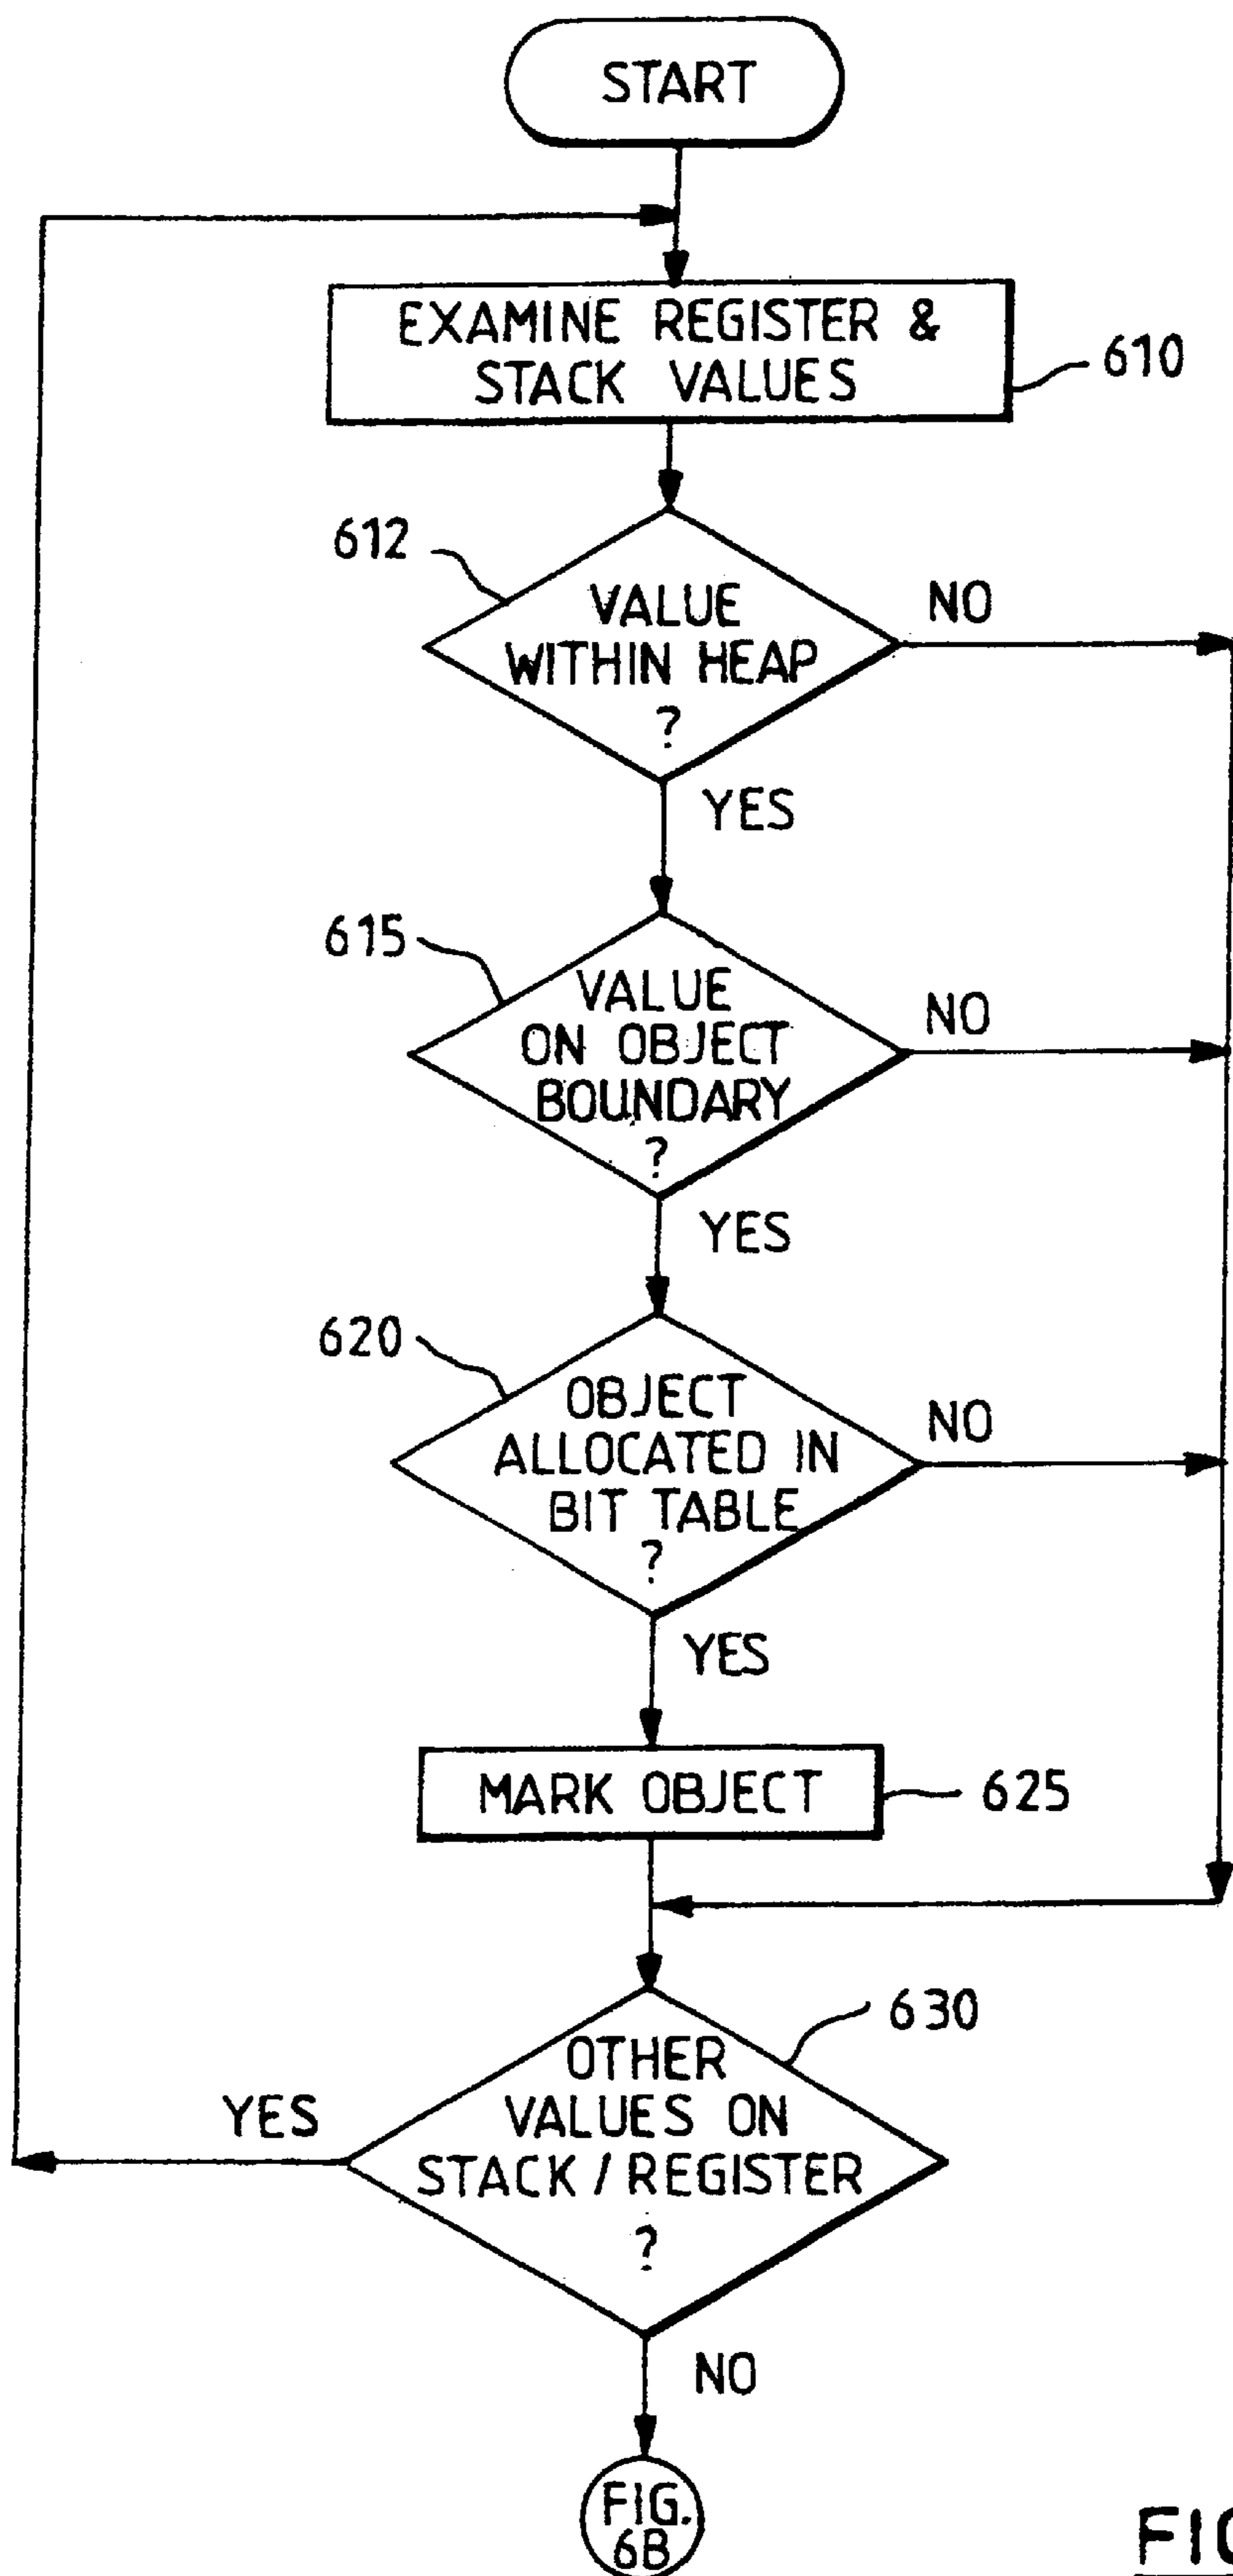 START
EXAMINE REGISTER &
STACK VALUES
610
612
VALUE
WITHIN HEAP
?
NO
YES
615
VALUE
ON OBJECT
BOUNDARY
?
NO
YES
620
OBJECT
ALLOCATED IN
BIT TABLE
?
NO
YES
MARK OBJECT
625
630
OTHER
VALUES ON
STACK / REGISTER
?
YES
NO
FIG.
6B